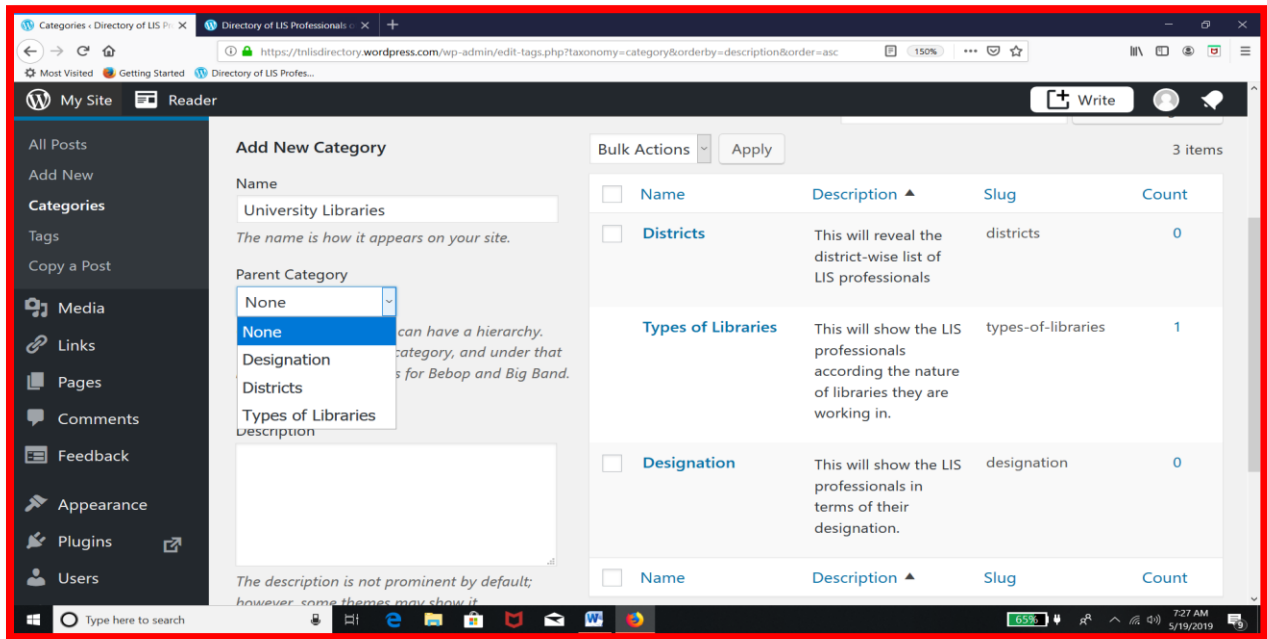 Categories ‹ Directory of LIS Pr
Directory of LIS Professionals c
https://tnlisdirectory.wordpress.com/wp-admin/edit-tags.php?taxonomy=category&orderby=description&order=asc
150%
Most Visited
Getting Started
Directory of LIS Profes...
My Site
Reader
Write
All Posts
Add New
Categories
Tags
Copy a Post
Media
Links
Pages
Comments
Feedback
Appearance
Plugins
Users
Add New Category
Name
University Libraries
The name is how it appears on your site.
Parent Category
None
None
Designation
Districts
Types of Libraries
can have a hierarchy.
category, and under that
s for Bebop and Big Band.
Description
The description is not prominent by default;
however, some themes may show it.
Bulk Actions
Apply
3 items
Name Description Slug Count
Districts
This will reveal the
district-wise list of
LIS professionals
districts
0
Types of Libraries
This will show the LIS
professionals
according the nature
of libraries they are
working in.
types-of-libraries
1
Designation
This will show the LIS
professionals in
terms of their
designation.
designation
0
Name Description Slug Count
Type here to search
65%
7:27 AM
5/19/2019
9